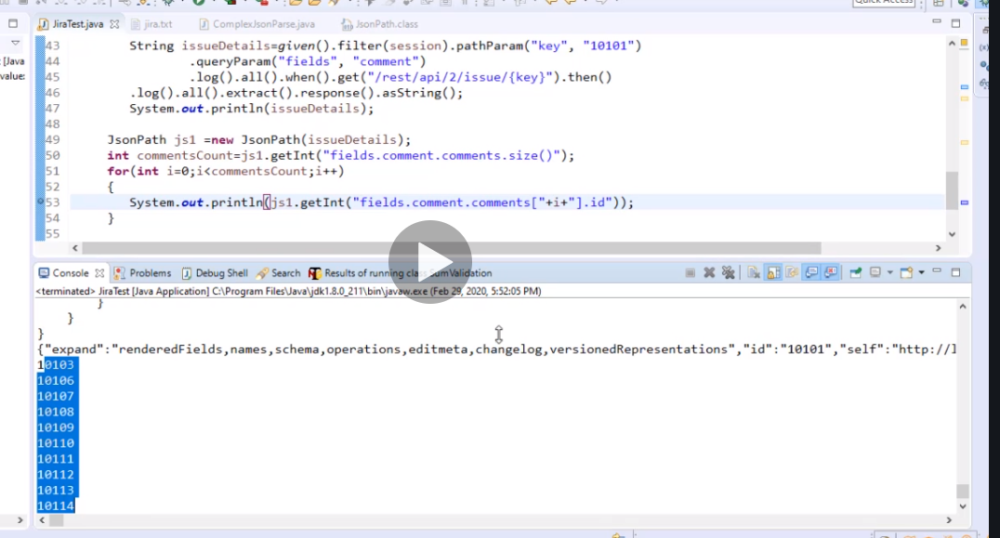 Quick Access
JiraTest.java
jira.txt
ComplexJsonParse.java
JsonPath.class
[Java
value:
43 String issueDetails=given().filter(session).pathParam("key", "10101")
44 .queryParam("fields", "comment")
45 .log().all().when().get("/rest/api/2/issue/{key}").then()
46 .log().all().extract().response().asString();
47 System.out.println(issueDetails);
48
49 JsonPath js1 =new JsonPath(issueDetails);
50 int commentsCount=js1.getInt("fields.comment.comments.size()");
51 for(int i=0;i<commentsCount;i++)
52 {
53 System.out.println(js1.getInt("fields.comment.comments["+i+"].id"));
54 }
55
Console Problems Debug Shell Search Results of running class SumValidation
<terminated> JiraTest [Java Application] C:\Program Files\Java\jdk1.8.0_211\bin\javaw.exe (Feb 29, 2020, 5:52:05 PM)
}
}
}
{"expand":"renderedFields,names,schema,operations,editmeta,changelog,versionedRepresentations","id":"10101","self":"http://l
10103
10106
10107
10108
10109
10110
10111
10112
10113
10114